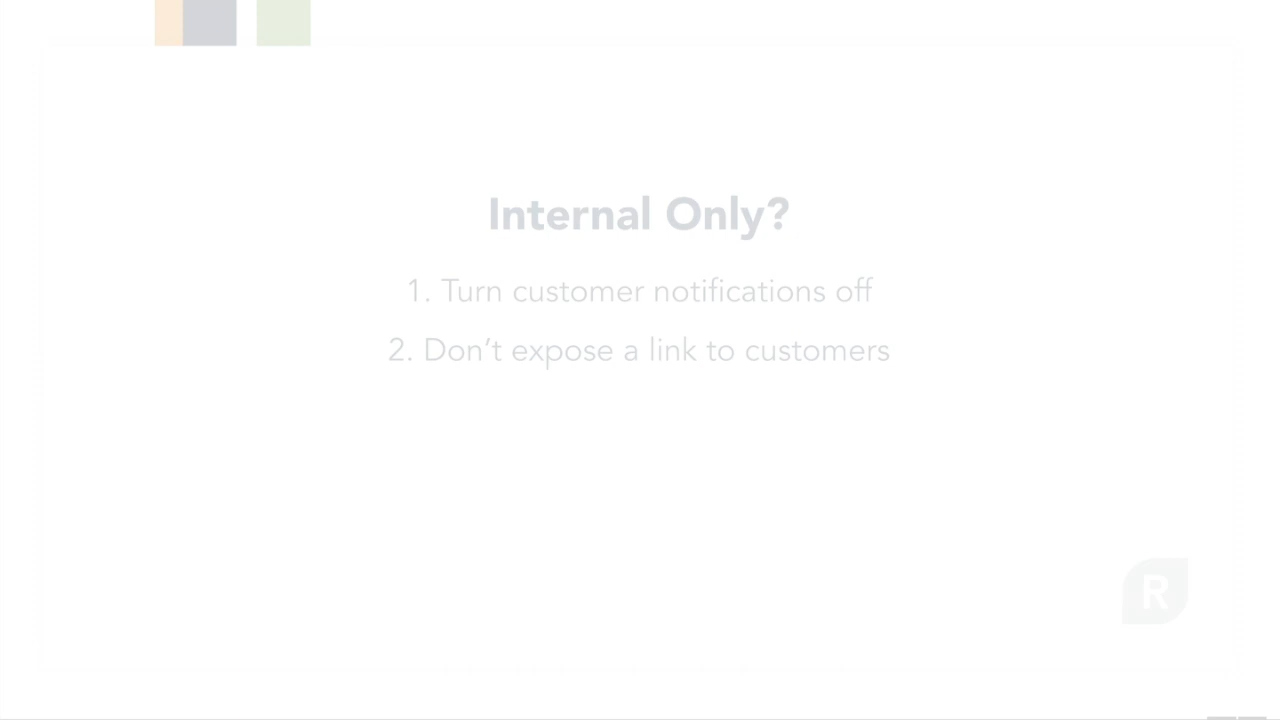 Internal Only?
1. Turn customer notifications off
2. Don’t expose a link to customers
R